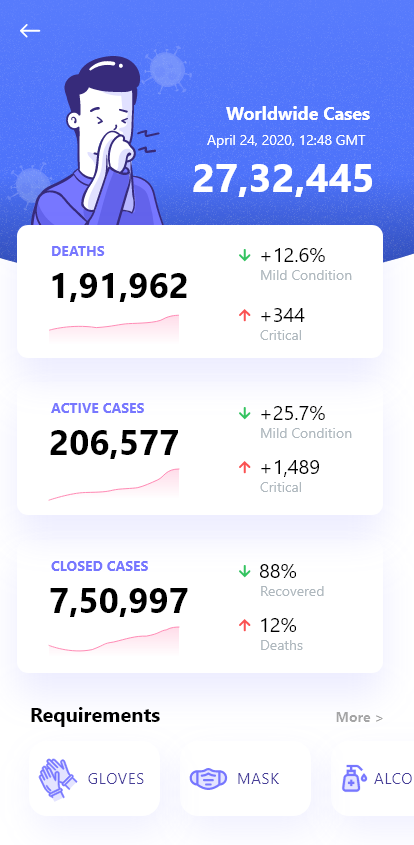 Worldwide Cases
April 24, 2020, 12:48 GMT
27,32,445
DEATHS
1,91,962
+12.6%
Mild Condition
+344
Critical
ACTIVE CASES
206,577
+25.7%
Mild Condition
+1,489
Critical
CLOSED CASES
7,50,997
88%
Recovered
12%
Deaths
Requirements
More >
GLOVES
MASK
ALCO